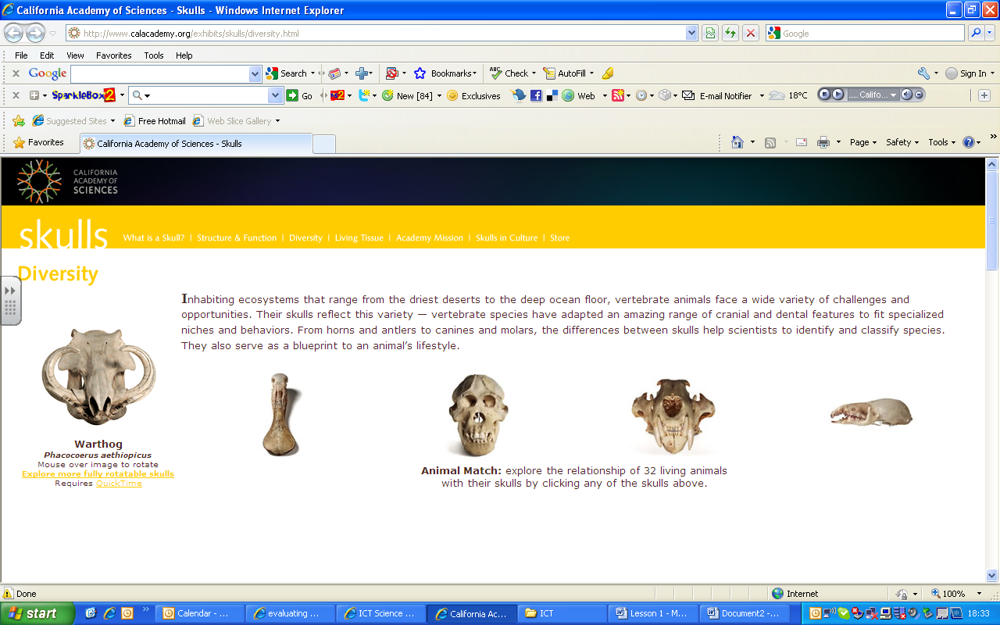 California Academy of Sciences - Skulls - Windows Internet Explorer
http://www.calacademy.org/exhibits/skulls/diversity.html
Google
File Edit View Favorites Tools Help
x Google Search Bookmarks ABC Check AutoFill Sign In
x SparkleBox2 Go New [84] Exclusives Web E-mail Notifier 18°C ..... Califo...
Suggested Sites Free Hotmail Web Slice Gallery
Favorites California Academy of Sciences - Skulls Page Safety Tools
CALIFORNIA
ACADEMY OF
SCIENCES
skulls What is a Skull? | Structure & Function | Diversity | Living Tissue | Academy Mission | Skulls in Culture | Store
Diversity
Inhabiting ecosystems that range from the driest deserts to the deep ocean floor, vertebrate animals face a wide variety of challenges and
opportunities. Their skulls reflect this variety — vertebrate species have adapted an amazing range of cranial and dental features to fit specialized
niches and behaviors. From horns and antlers to canines and molars, the differences between skulls help scientists to identify and classify species.
They also serve as a blueprint to an animal's lifestyle.
Warthog
Phacocoerus aethiopicus
Mouse over image to rotate
Explore more fully rotatable skulls
Requires QuickTime
Animal Match: explore the relationship of 32 living animals
with their skulls by clicking any of the skulls above.
Done Internet 100%
start Calendar - ... evaluating ... ICT Science ... California Ac... ICT Lesson 1 - M... Document2 -... 18:33